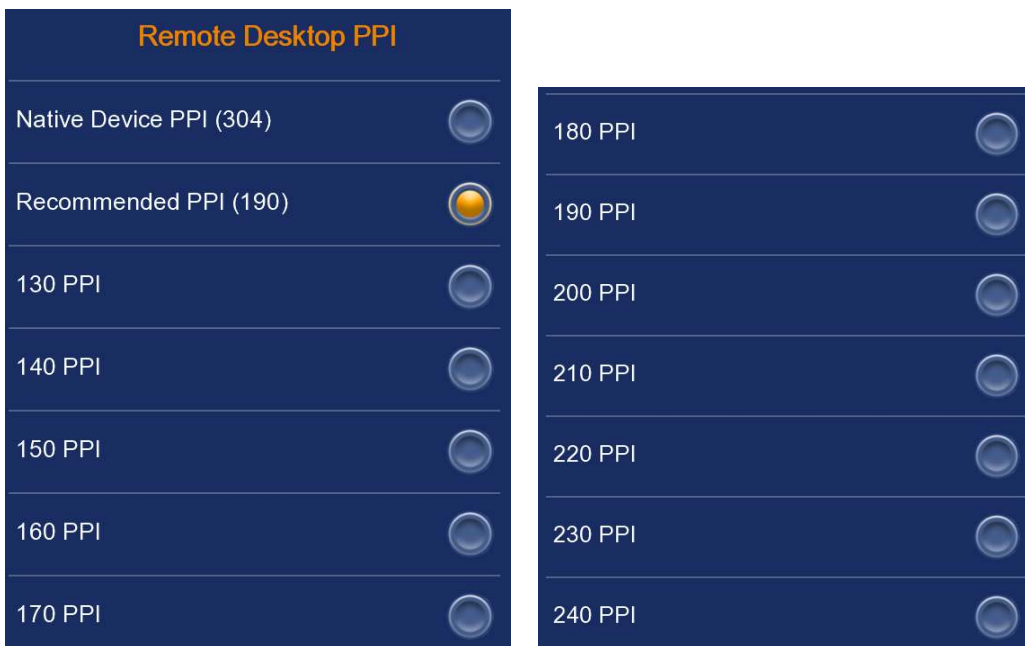 Remote Desktop PPI
Native Device PPI (304)
Recommended PPI (190)
130 PPI
140 PPI
150 PPI
160 PPI
170 PPI
180 PPI
190 PPI
200 PPI
210 PPI
220 PPI
230 PPI
240 PPI